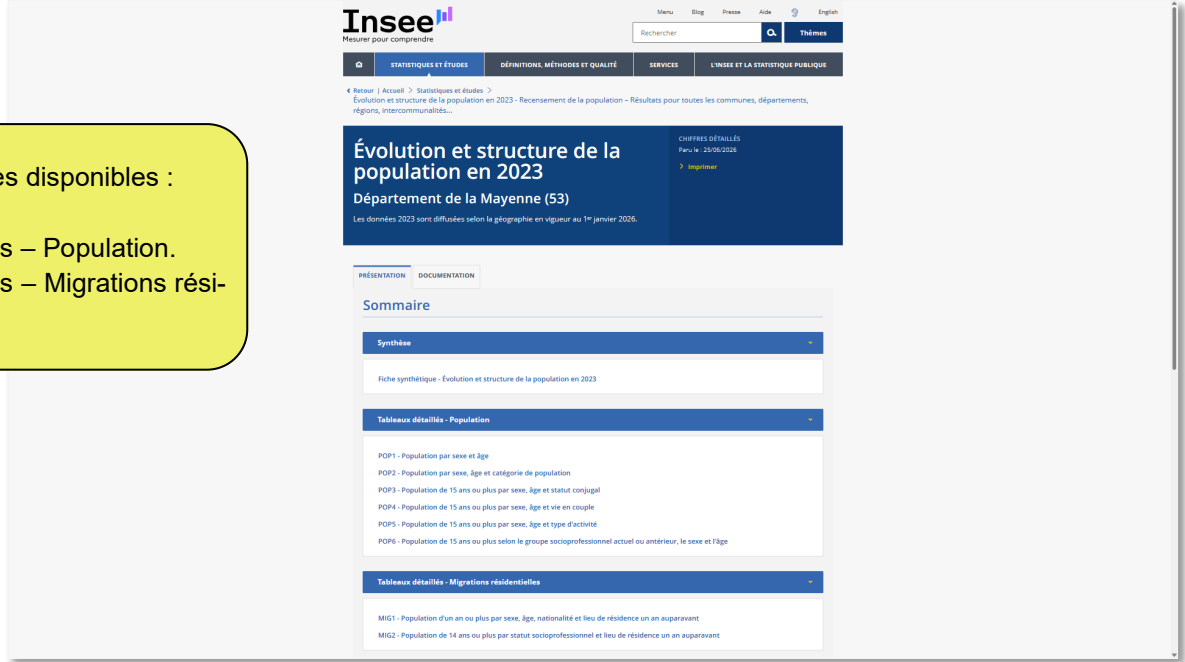 Insee
Mesurer pour comprendre
Menu Blog Presse Aide English
Rechercher
Thèmes
STATISTIQUES ET ÉTUDES DÉFINITIONS, MÉTHODES ET QUALITÉ SERVICES L'INSEE ET LA STATISTIQUE PUBLIQUE
Retour | Accueil > Statistiques et études >
Évolution et structure de la population en 2023 - Recensement de la population – Résultats pour toutes les communes, départements,
régions, intercommunalités...
es disponibles :
s – Population.
s – Migrations rési-
Évolution et structure de la
population en 2023
Département de la Mayenne (53)
Les données 2023 sont diffusées selon la géographie en vigueur au 1er janvier 2026.
CHIFFRES DÉTAILLÉS
Paru le : 25/06/2026
> Imprimer
PRÉSENTATION DOCUMENTATION
Sommaire
Synthèse
Fiche synthétique - Évolution et structure de la population en 2023
Tableaux détaillés - Population
POP1 - Population par sexe et âge
POP2 - Population par sexe, âge et catégorie de population
POP3 - Population de 15 ans ou plus par sexe, âge et statut conjugal
POP4 - Population de 15 ans ou plus par sexe, âge et vie en couple
POP5 - Population de 15 ans ou plus par sexe, âge et type d'activité
POP6 - Population de 15 ans ou plus selon le groupe socioprofessionnel actuel ou antérieur, le sexe et l'âge
Tableaux détaillés - Migrations résidentielles
MIG1 - Population d'un an ou plus par sexe, âge, nationalité et lieu de résidence un an auparavant
MIG2 - Population de 14 ans ou plus par statut socioprofessionnel et lieu de résidence un an auparavant